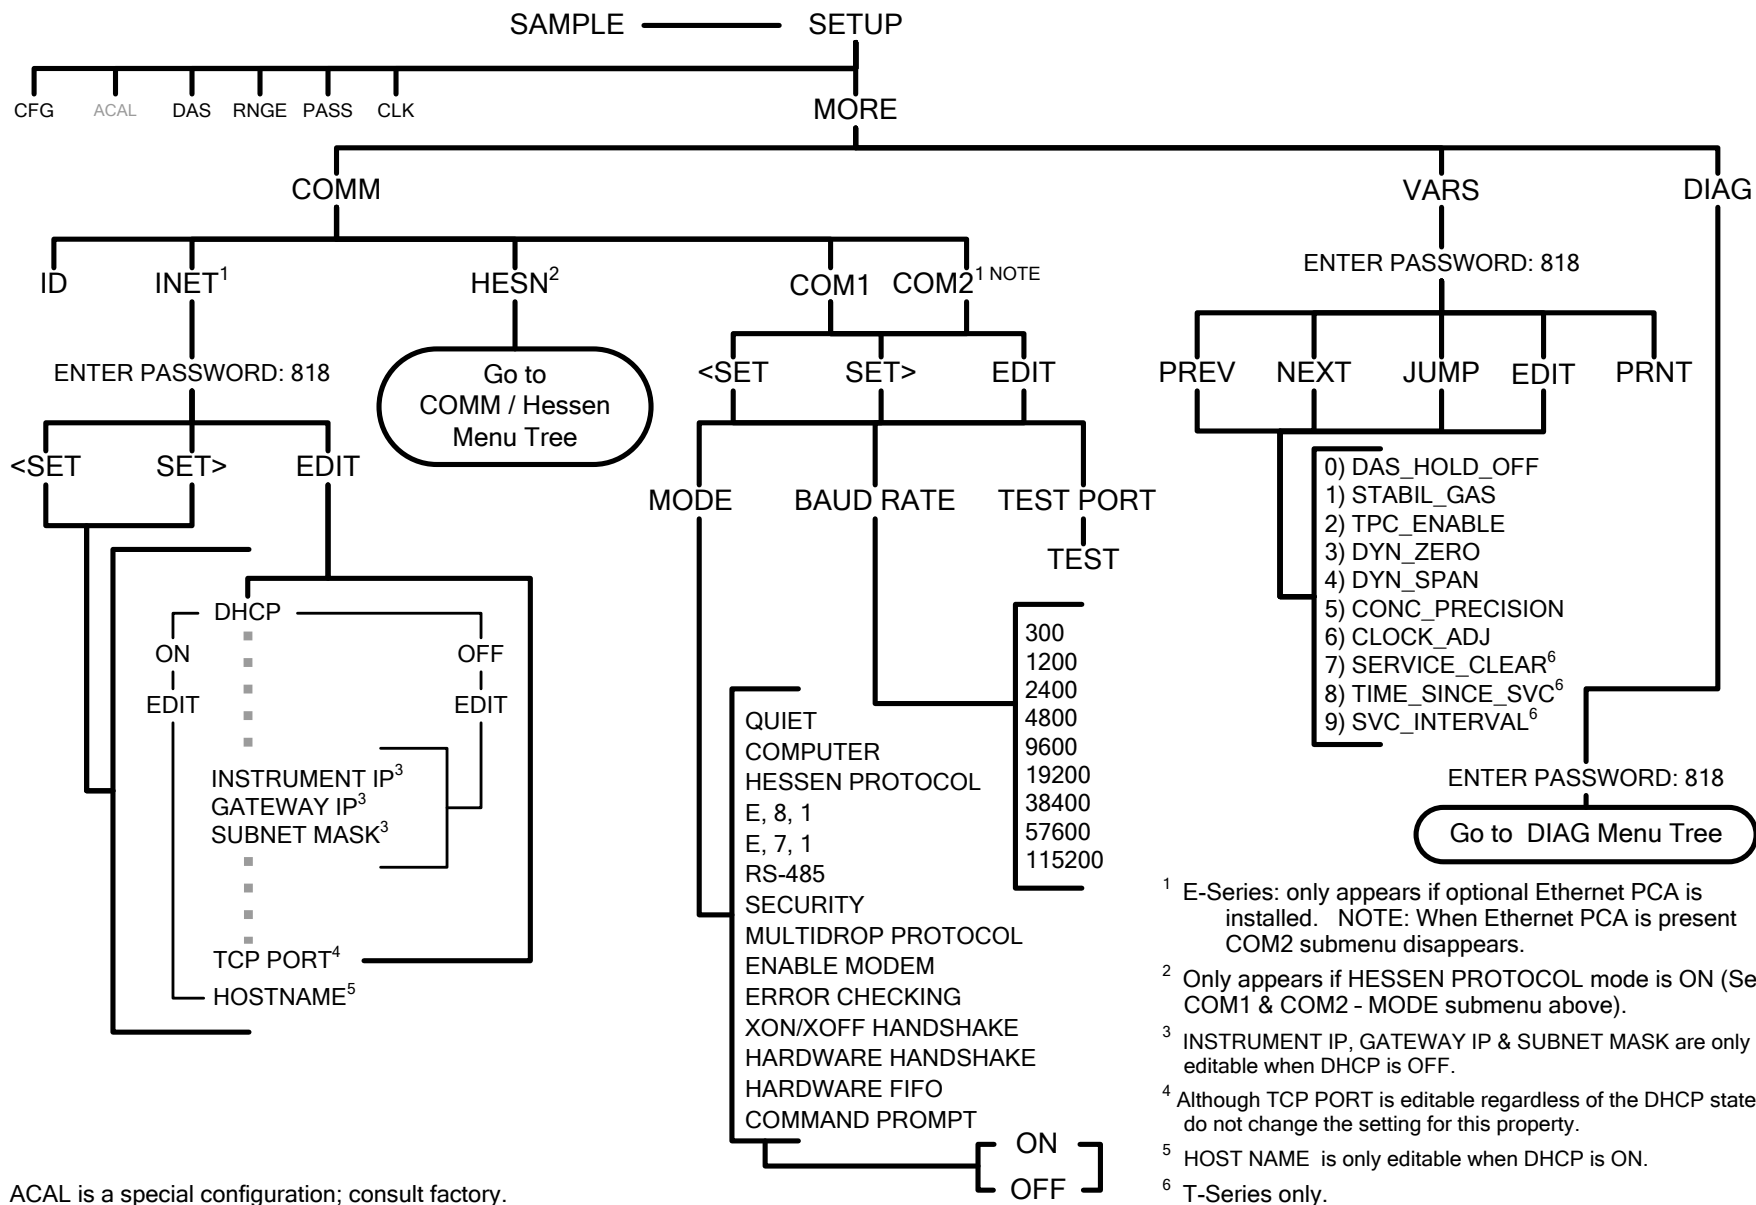 SAMPLE SETUP
CFG ACAL DAS RNGE PASS CLK MORE
COMM VARS DIAG
ID INET1 HESN2 COM1 COM21 NOTE
ENTER PASSWORD: 818
<SET SET> EDIT
DHCP
ON OFF
EDIT EDIT
INSTRUMENT IP3
GATEWAY IP3
SUBNET MASK3
TCP PORT4
HOSTNAME5
Go to
COMM / Hessen
Menu Tree
<SET SET> EDIT
MODE BAUD RATE TEST PORT
TEST
QUIET
COMPUTER
HESSEN PROTOCOL
E, 8, 1
E, 7, 1
RS-485
SECURITY
MULTIDROP PROTOCOL
ENABLE MODEM
ERROR CHECKING
XON/XOFF HANDSHAKE
HARDWARE HANDSHAKE
HARDWARE FIFO
COMMAND PROMPT
ON
OFF
300
1200
2400
4800
9600
19200
38400
57600
115200
ENTER PASSWORD: 818
PREV NEXT JUMP EDIT PRNT
0) DAS_HOLD_OFF
1) STABIL_GAS
2) TPC_ENABLE
3) DYN_ZERO
4) DYN_SPAN
5) CONC_PRECISION
6) CLOCK_ADJ
7) SERVICE_CLEAR6
8) TIME_SINCE_SVC6
9) SVC_INTERVAL6
ENTER PASSWORD: 818
Go to DIAG Menu Tree
1 E-Series: only appears if optional Ethernet PCA is
installed. NOTE: When Ethernet PCA is present
COM2 submenu disappears.
2 Only appears if HESSEN PROTOCOL mode is ON (Se
COM1 & COM2 - MODE submenu above).
3 INSTRUMENT IP, GATEWAY IP & SUBNET MASK are only
editable when DHCP is OFF.
4 Although TCP PORT is editable regardless of the DHCP state
do not change the setting for this property.
5 HOST NAME is only editable when DHCP is ON.
6 T-Series only.
ACAL is a special configuration; consult factory.